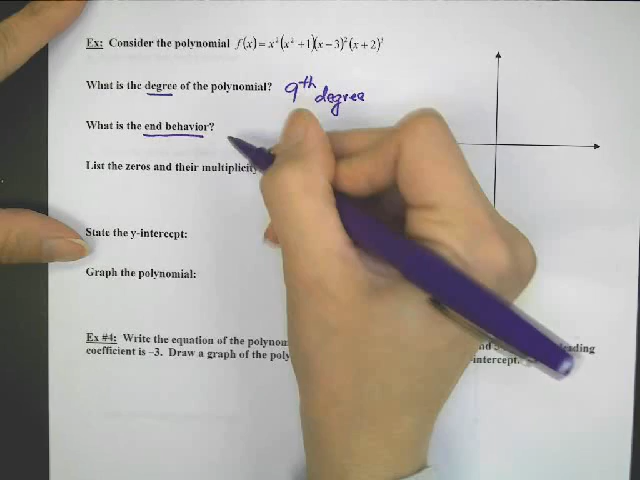 Ex: Consider the polynomial f(x) = x²(x² + 1)(x − 3)²(x + 2)³
What is the degree of the polynomial? 9th degree
What is the end behavior?
List the zeros and their multiplicity
State the y-intercept:
Graph the polynomial:
Ex #4: Write the equation of the polynom eading
coefficient is –3. Draw a graph of the poly -intercept.